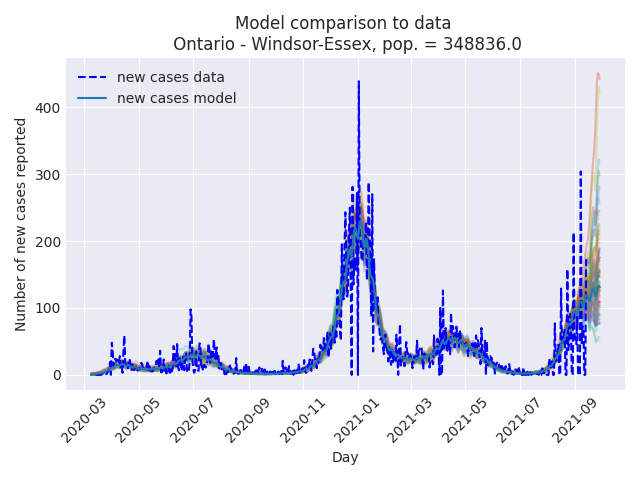 Model comparison to data
Ontario - Windsor-Essex, pop. = 348836.0
new cases data
new cases model
Number of new cases reported
400
300
200
100
0
2020-03
2020-05
2020-07
2020-09
2020-11
2021-01
2021-03
2021-05
2021-07
2021-09
Day